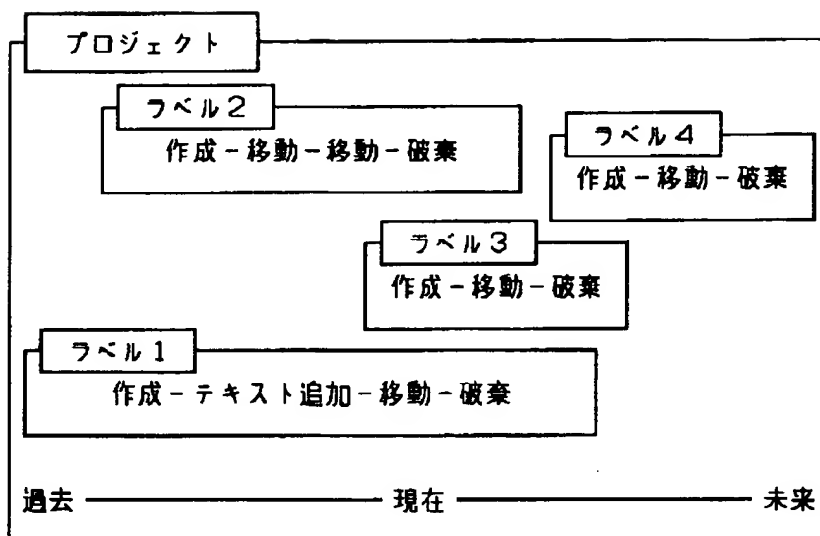 プロジェクト
ラベル2
作成－移動－移動－破棄
ラベル4
作成－移動－破棄
ラベル3
作成－移動－破棄
ラベル1
作成－テキスト追加－移動－破棄
過去 現在 未来